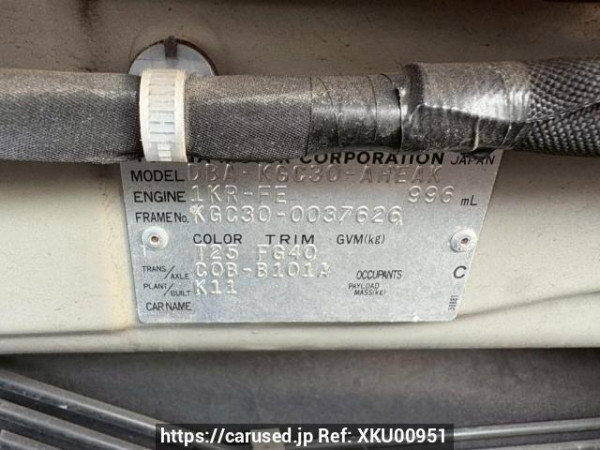 MOTOR CORPORATION JAPAN
MODEL DBA-KGC30-AHEAK
ENGINE 1KR-FE 996 mL
FRAME No. KGC30-0037626
COLOR TRIM GVM(kg)
T25 FG40
TRANS/AXLE C0B-B101A OCCUPANTS C
PLANT/BUILT K11 PAYLOAD MASS(kg)
CAR NAME
https://carused.jp Ref: XKU00951